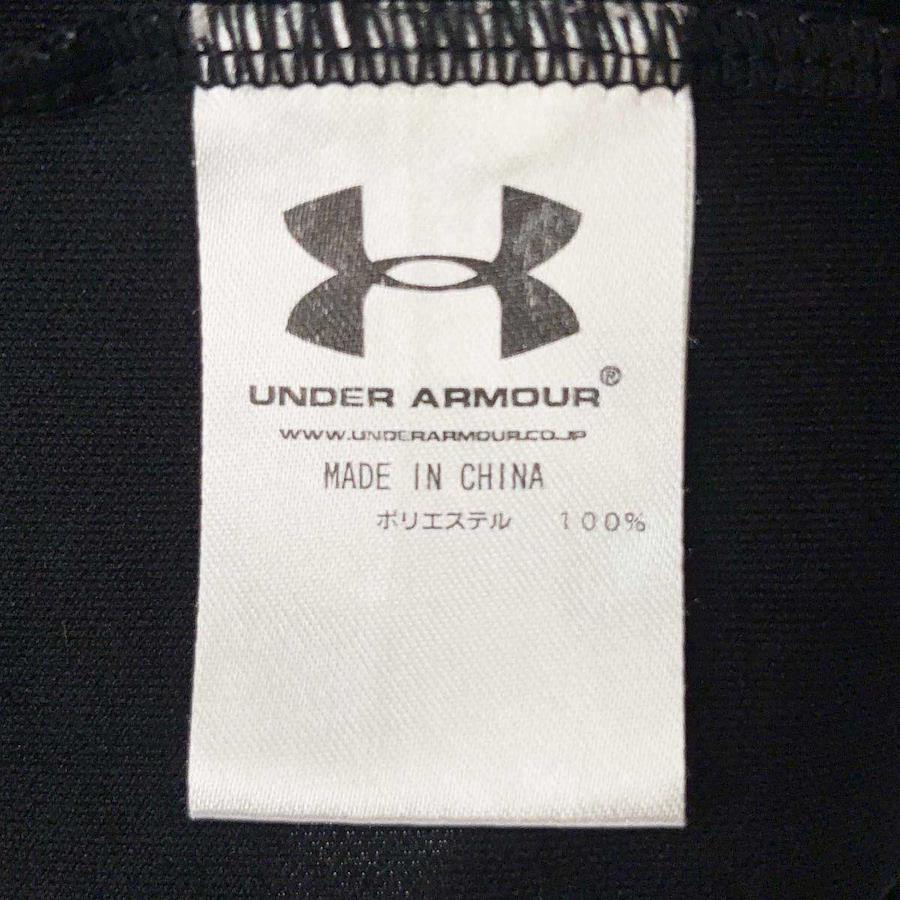 UNDER ARMOUR®
WWW.UNDERARMOUR.CO.JP
MADE IN CHINA
ポリエステル 100%